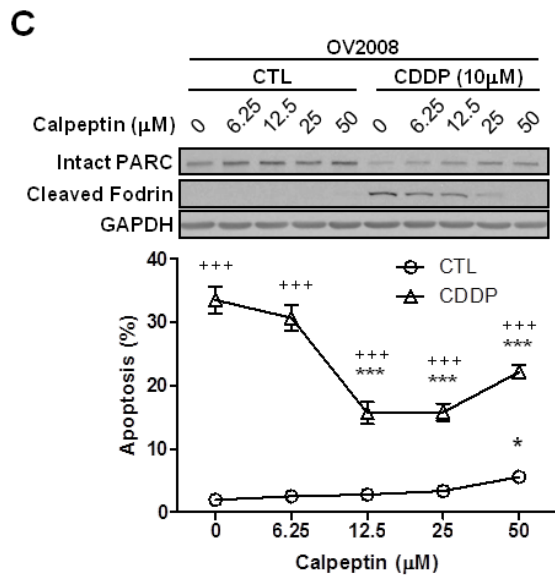 C
OV2008
CTL CDDP (10µM)
Calpeptin (µM) 0 6.25 12.5 25 50 0 6.25 12.5 25 50
Intact PARC
Cleaved Fodrin
GAPDH
40
30
20
10
0
Apoptosis (%)
CTL
CDDP
+++
+++
+++
***
+++
***
+++
***
*
0 6.25 12.5 25 50
Calpeptin (µM)